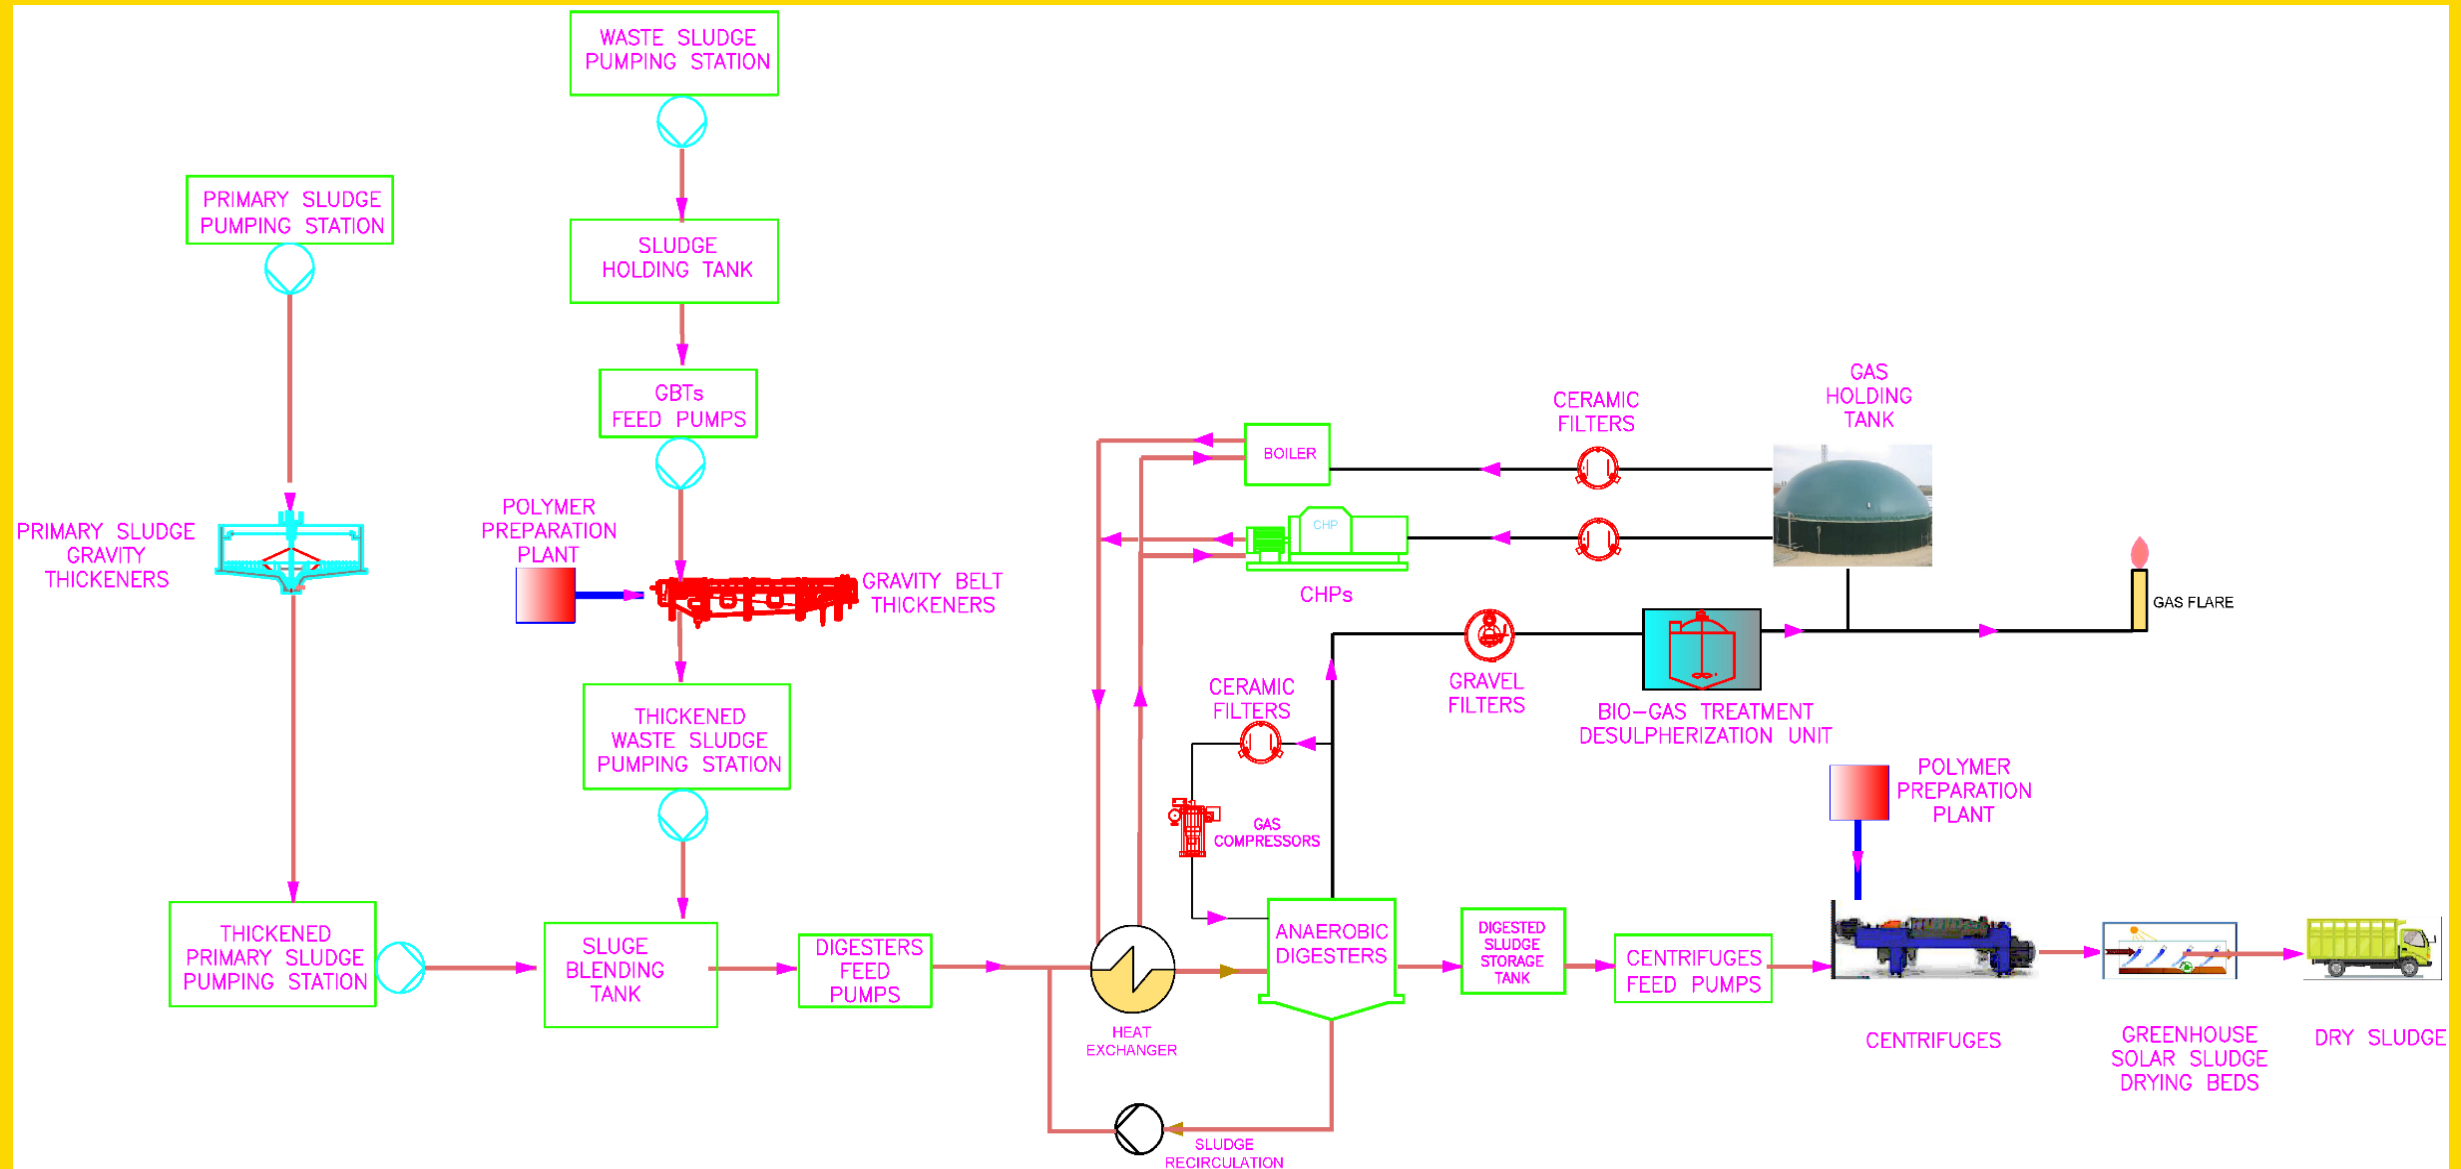 WASTE SLUDGE
PUMPING STATION
PRIMARY SLUDGE
PUMPING STATION
SLUDGE
HOLDING TANK
GBTs
FEED PUMPS
POLYMER
PREPARATION
PLANT
PRIMARY SLUDGE
GRAVITY
THICKENERS
GRAVITY BELT
THICKENERS
THICKENED
WASTE SLUDGE
PUMPING STATION
THICKENED
PRIMARY SLUDGE
PUMPING STATION
SLUGE
BLENDING
TANK
DIGESTERS
FEED
PUMPS
HEAT
EXCHANGER
SLUDGE
RECIRCULATION
BOILER
CHP
CHPs
CERAMIC
FILTERS
GAS
HOLDING
TANK
GAS FLARE
GRAVEL
FILTERS
BIO-GAS TREATMENT
DESULPHERIZATION UNIT
CERAMIC
FILTERS
GAS
COMPRESSORS
ANAEROBIC
DIGESTERS
DIGESTED
SLUDGE
STORAGE
TANK
CENTRIFUGES
FEED PUMPS
POLYMER
PREPARATION
PLANT
CENTRIFUGES
GREENHOUSE
SOLAR SLUDGE
DRYING BEDS
DRY SLUDGE